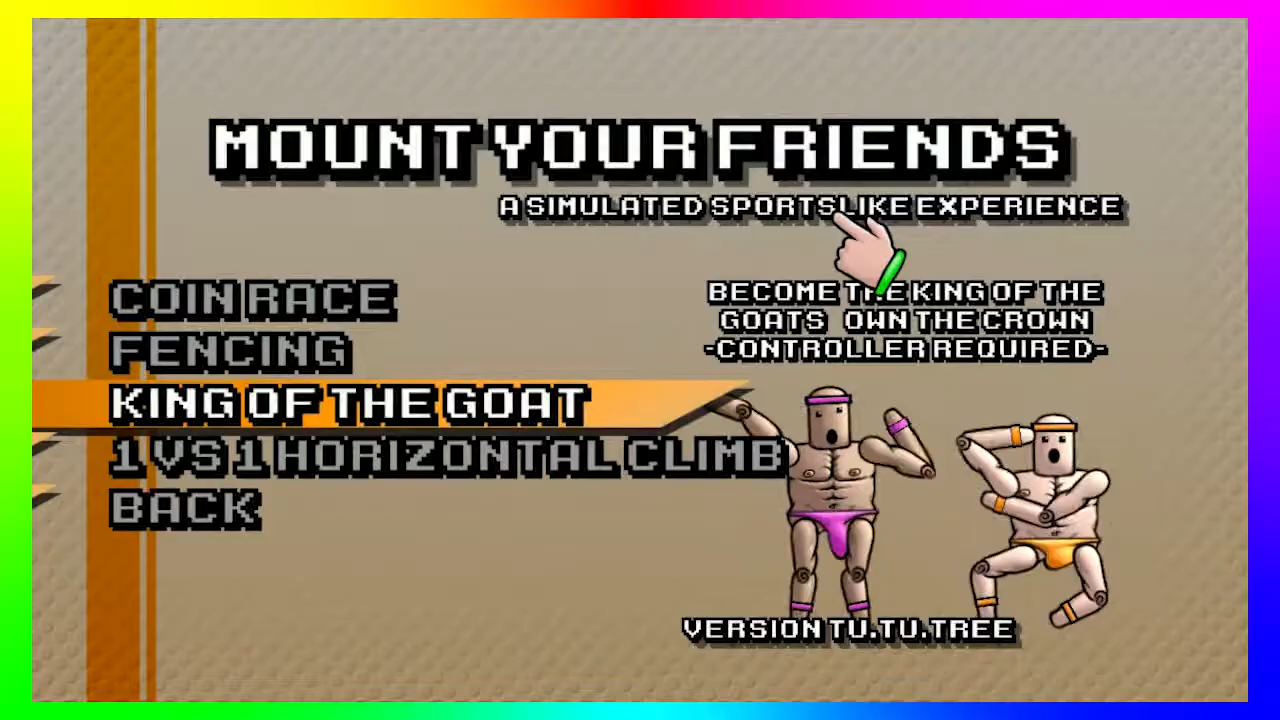 MOUNT YOUR FRIENDS
A SIMULATED SPORTSLIKE EXPERIENCE
COIN RACE
FENCING
KING OF THE GOAT
1 VS 1 HORIZONTAL CLIMB
BACK
BECOME THE KING OF THE
GOATS OWN THE CROWN
-CONTROLLER REQUIRED-
VERSION TU.TU.TREE